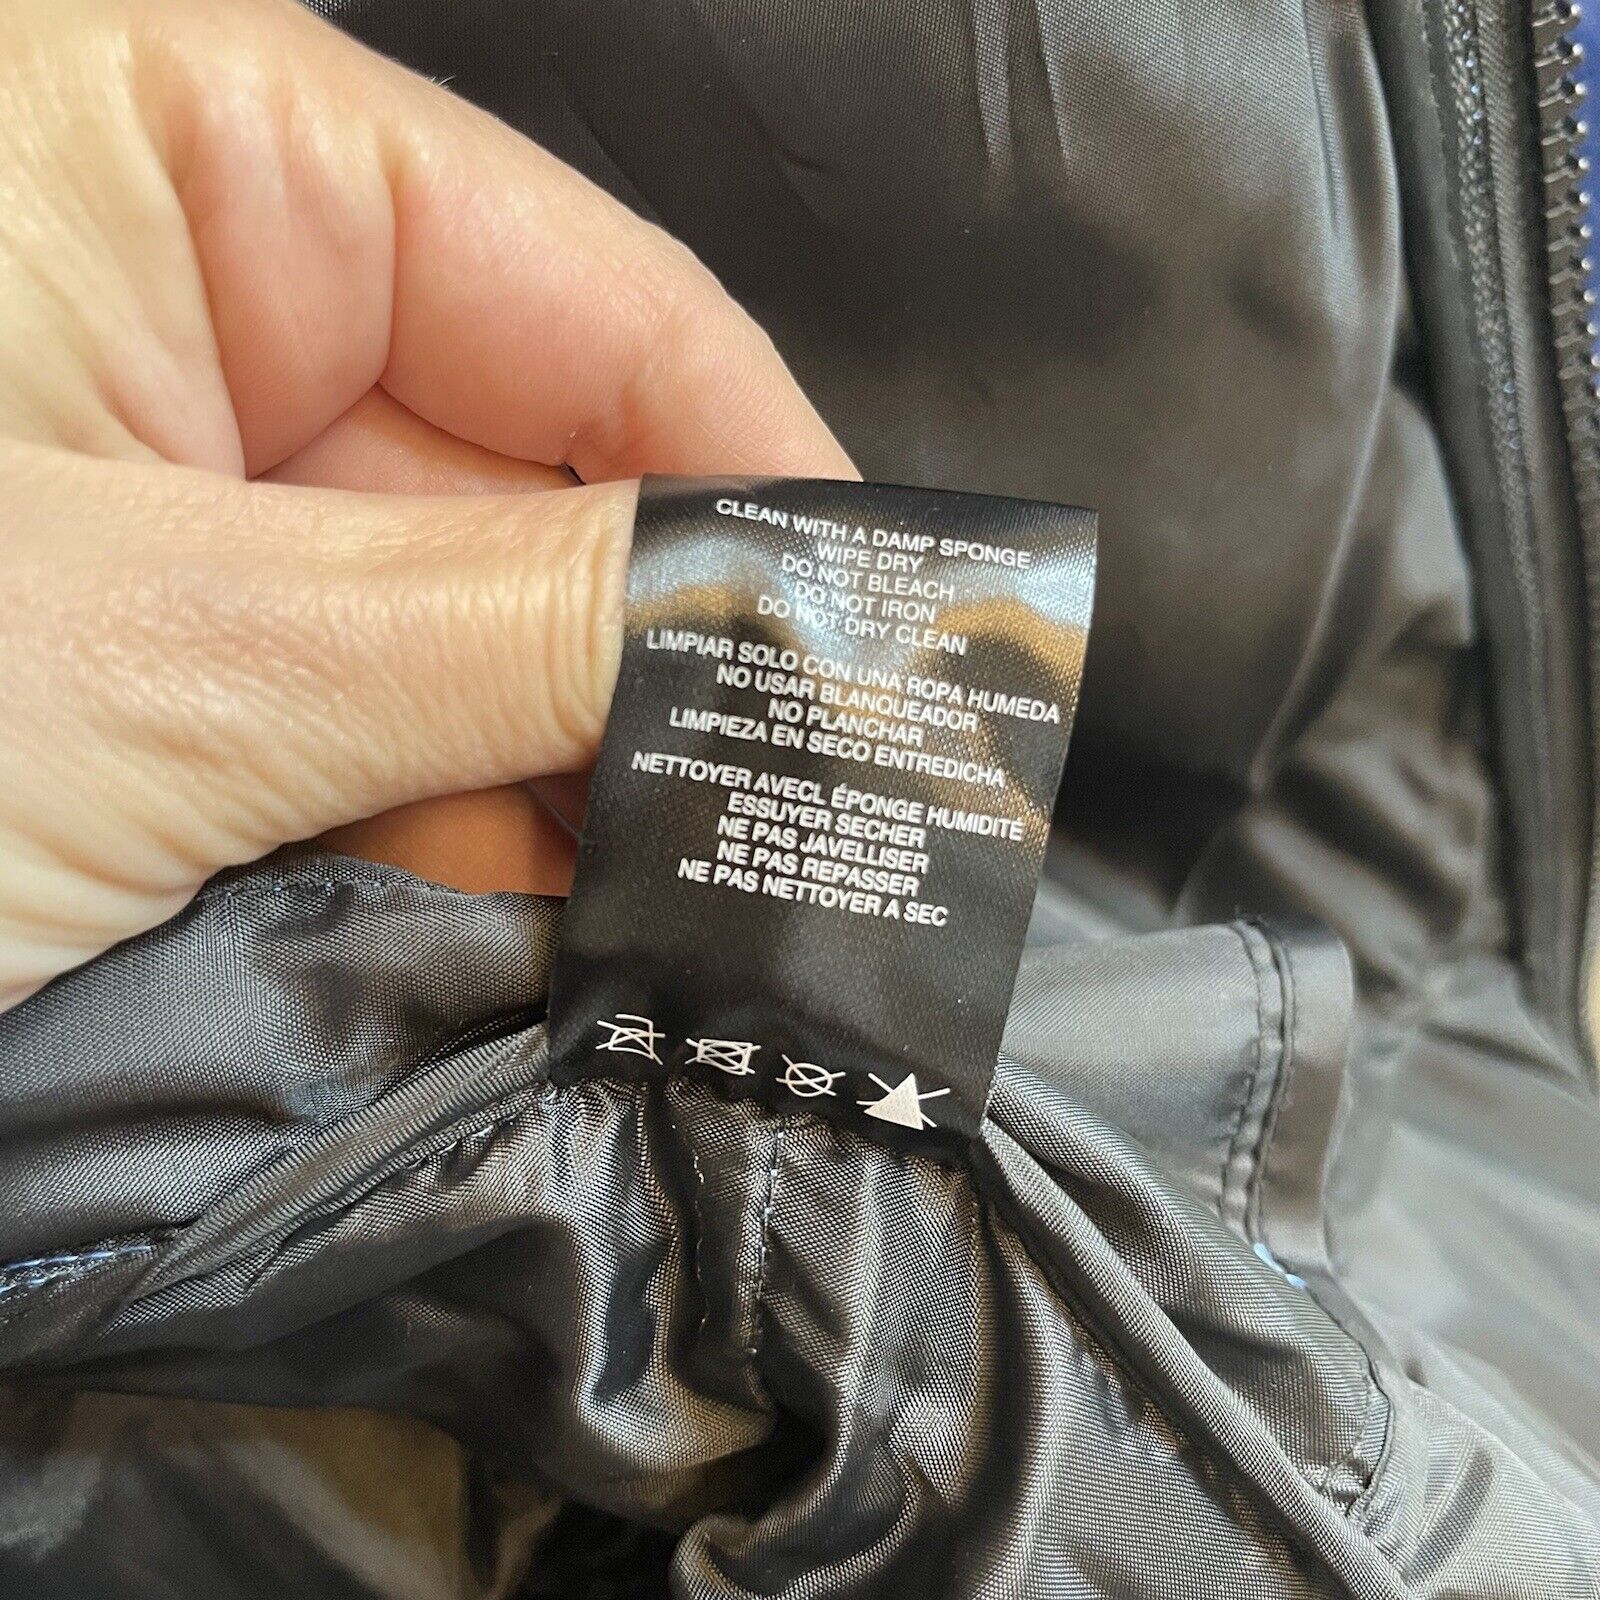 CLEAN WITH A DAMP SPONGE
WIPE DRY
DO NOT BLEACH
DO NOT IRON
DO NOT DRY CLEAN
LIMPIAR SOLO CON UNA ROPA HUMEDA
NO USAR BLANQUEADOR
NO PLANCHAR
LIMPIEZA EN SECO ENTREDICHA
NETTOYER AVECL ÉPONGE HUMIDITÉ
ESSUYER SECHER
NE PAS JAVELLISER
NE PAS REPASSER
NE PAS NETTOYER A SEC